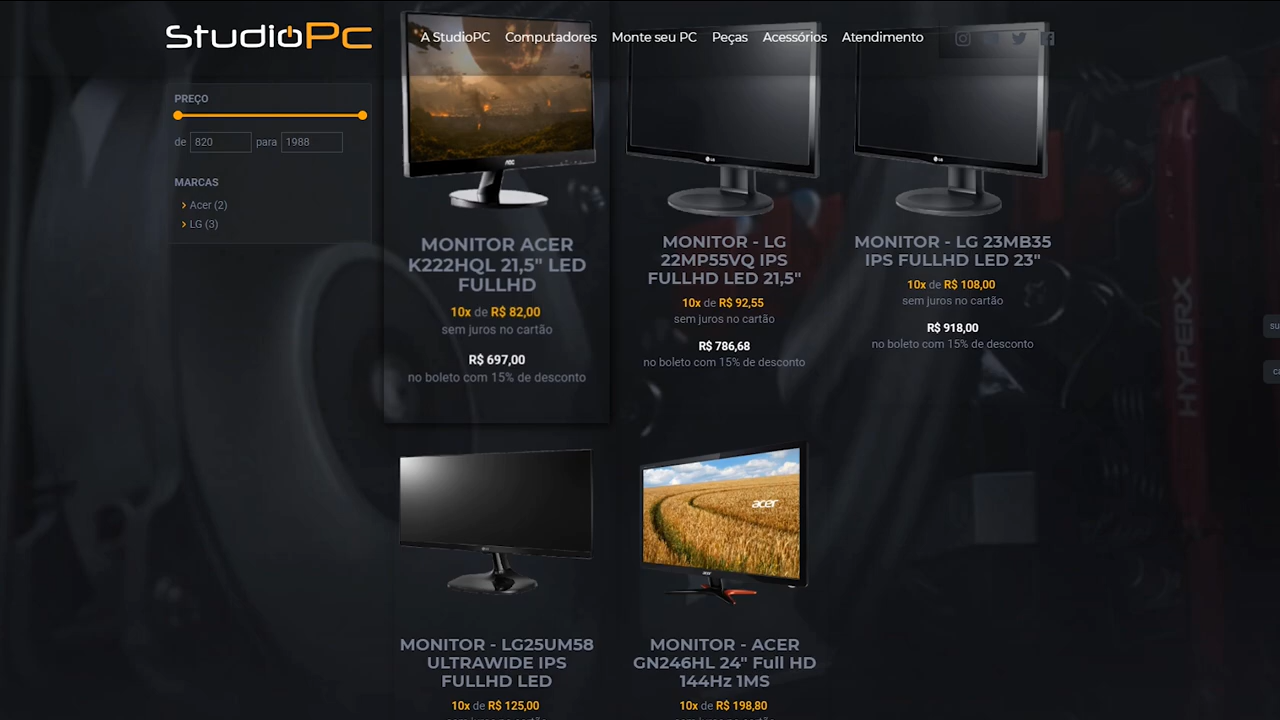 StudioPc
A StudioPC
Computadores
Monte seu PC
Peças
Acessórios
Atendimento
PREÇO
de 820 para 1988
MARCAS
Acer (2)
LG (3)
AOC
MONITOR ACER
K222HQL 21,5" LED
FULLHD
10x de R$ 82,00
sem juros no cartão
R$ 697,00
no boleto com 15% de desconto
LG
MONITOR - LG
22MP55VQ IPS
FULLHD LED 21,5"
10x de R$ 92,55
sem juros no cartão
R$ 786,68
no boleto com 15% de desconto
LG
MONITOR - LG 23MB35
IPS FULLHD LED 23"
10x de R$ 108,00
sem juros no cartão
R$ 918,00
no boleto com 15% de desconto
HYPERX
MONITOR - LG25UM58
ULTRAWIDE IPS
FULLHD LED
10x de R$ 125,00
acer
acer
MONITOR - ACER
GN246HL 24" Full HD
144Hz 1MS
10x de R$ 198,80